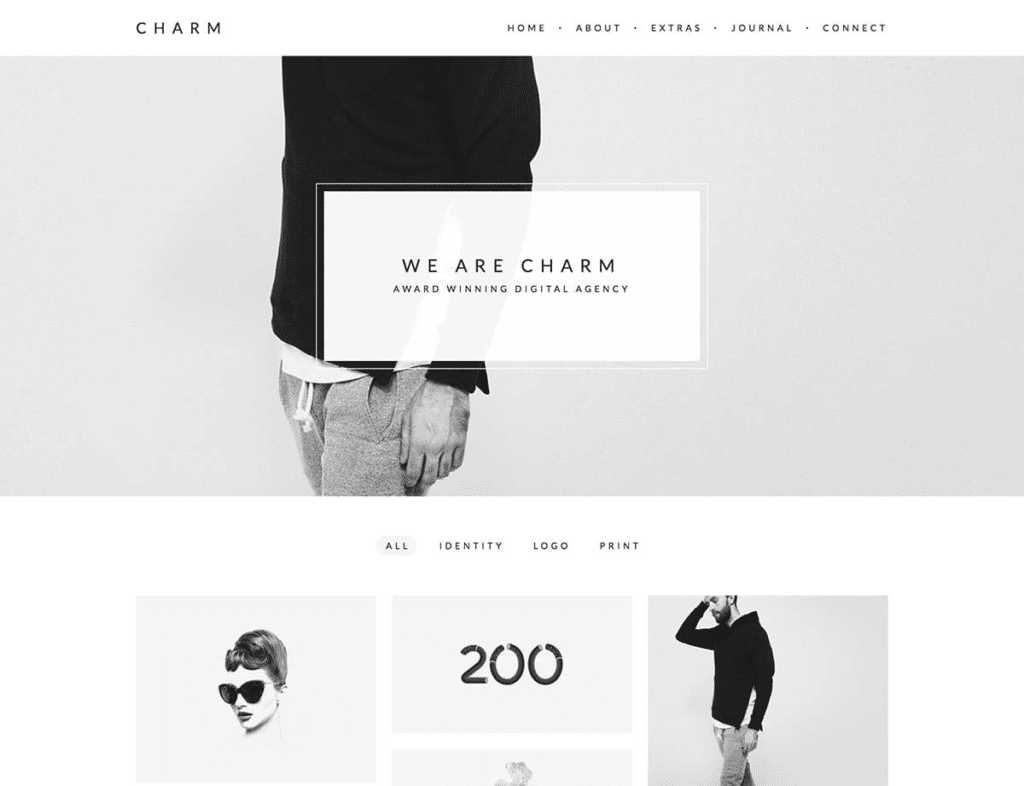 CHARM
HOME • ABOUT • EXTRAS • JOURNAL • CONNECT
WE ARE CHARM
AWARD WINNING DIGITAL AGENCY
ALL IDENTITY LOGO PRINT
200